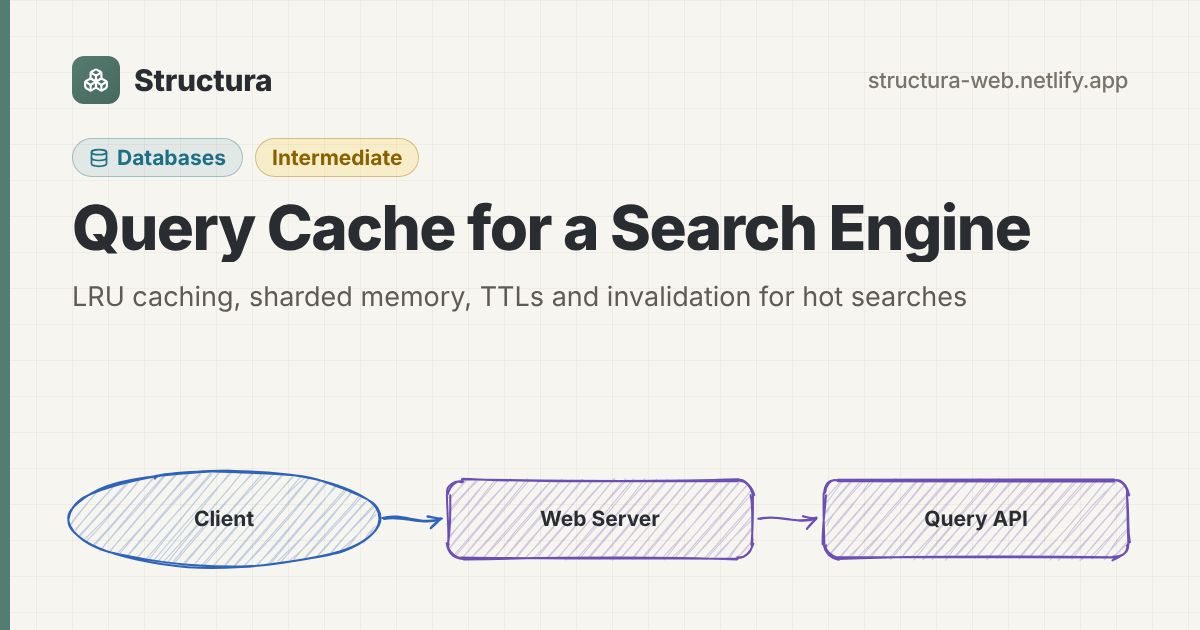 Structura
structura-web.netlify.app
Databases
Intermediate
Query Cache for a Search Engine
LRU caching, sharded memory, TTLs and invalidation for hot searches
Client
Web Server
Query API